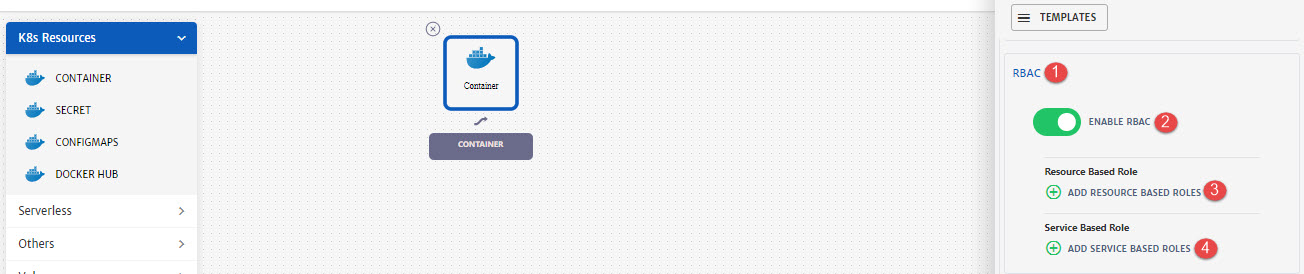 K8s Resources
CONTAINER
SECRET
CONFIGMAPS
DOCKER HUB
Serverless
Others
Container
CONTAINER
TEMPLATES
RBAC 1
ENABLE RBAC 2
Resource Based Role
ADD RESOURCE BASED ROLES 3
Service Based Role
ADD SERVICE BASED ROLES 4